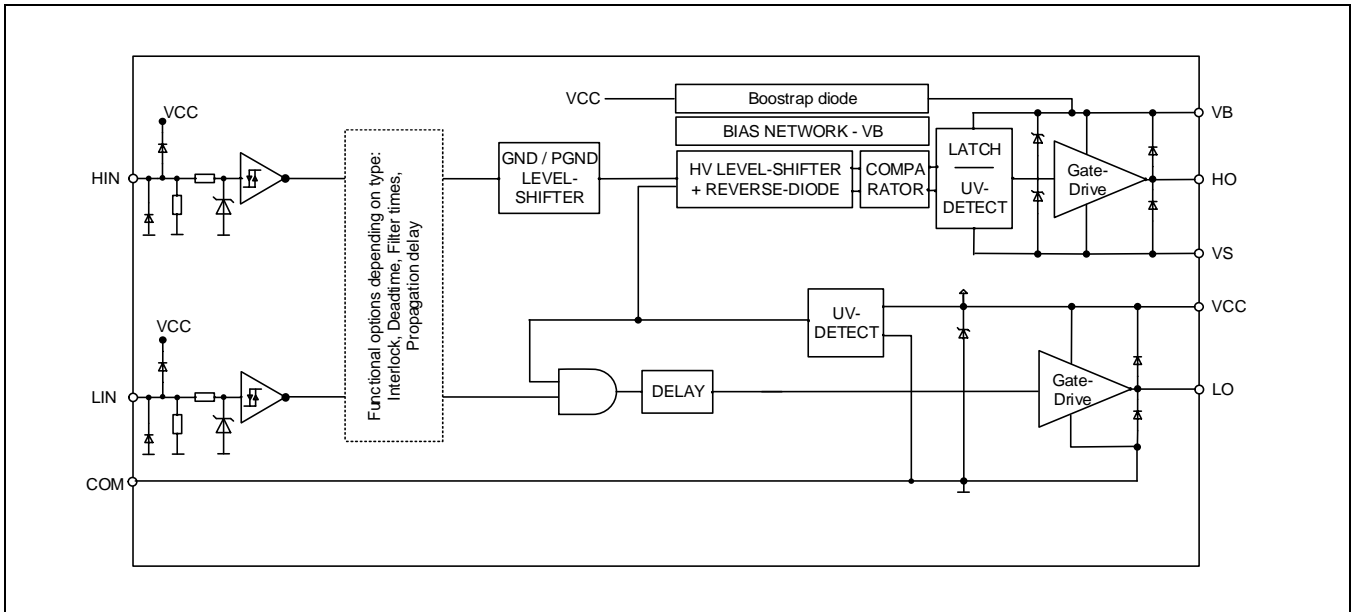 VCC
HIN
VCC
LIN
COM
Functional options depending on type:
Interlock, Deadtime, Filter times,
Propagation delay
GND / PGND
LEVEL-
SHIFTER
VCC
Boostrap diode
BIAS NETWORK - VB
HV LEVEL-SHIFTER
+ REVERSE-DIODE
COMPA
RATOR
LATCH
UV-
DETECT
Gate-
Drive
VB
HO
VS
UV-
DETECT
DELAY
Gate-
Drive
VCC
LO